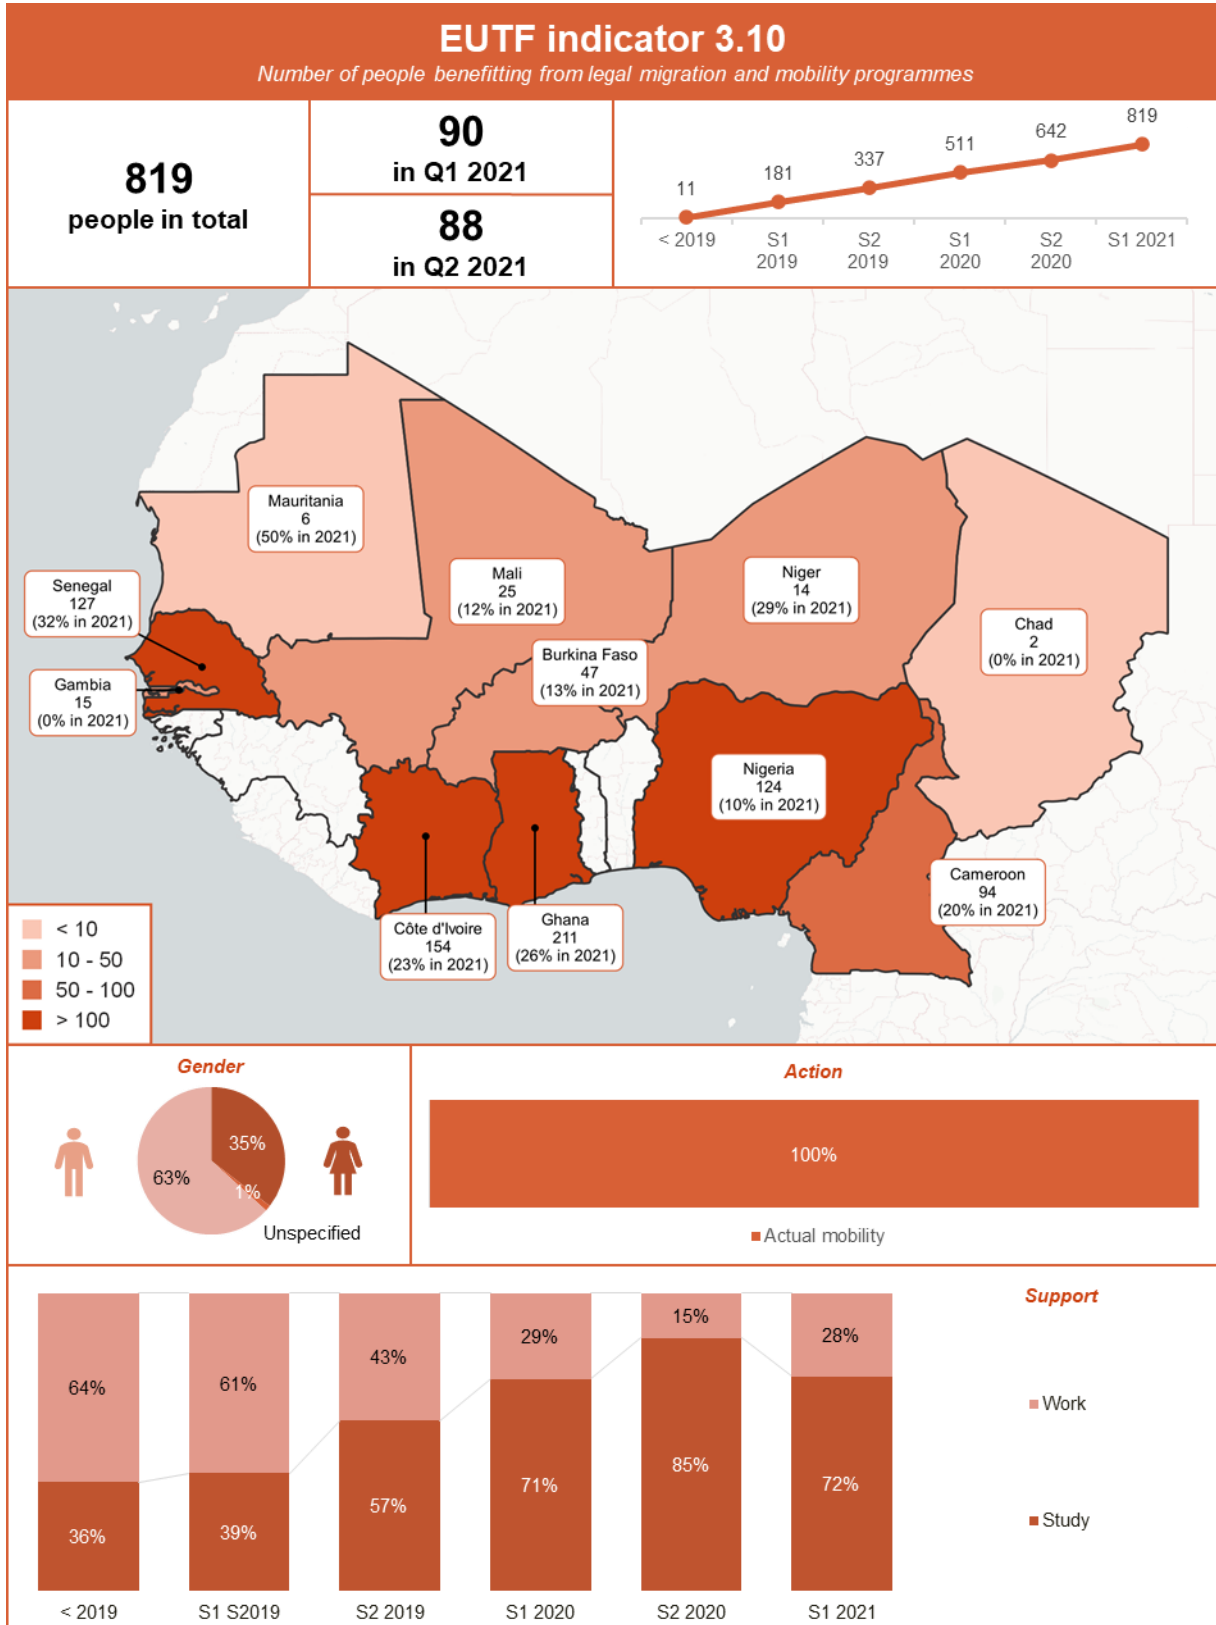 EUTF indicator 3.10
Number of people benefitting from legal migration and mobility programmes
819
people in total
90
in Q1 2021
88
in Q2 2021
11
181
337
511
642
819
< 2019
S1
2019
S2
2019
S1
2020
S2
2020
S1 2021
Mauritania
6
(50% in 2021)
Senegal
127
(32% in 2021)
Gambia
15
(0% in 2021)
Mali
25
(12% in 2021)
Burkina Faso
47
(13% in 2021)
Niger
14
(29% in 2021)
Chad
2
(0% in 2021)
Nigeria
124
(10% in 2021)
Cameroon
94
(20% in 2021)
Côte d'Ivoire
154
(23% in 2021)
Ghana
211
(26% in 2021)
< 10
10 - 50
50 - 100
> 100
Gender
35%
63%
1%
Unspecified
Action
100%
Actual mobility
64%
61%
43%
29%
15%
28%
36%
39%
57%
71%
85%
72%
< 2019
S1 S2019
S2 2019
S1 2020
S2 2020
S1 2021
Support
Work
Study